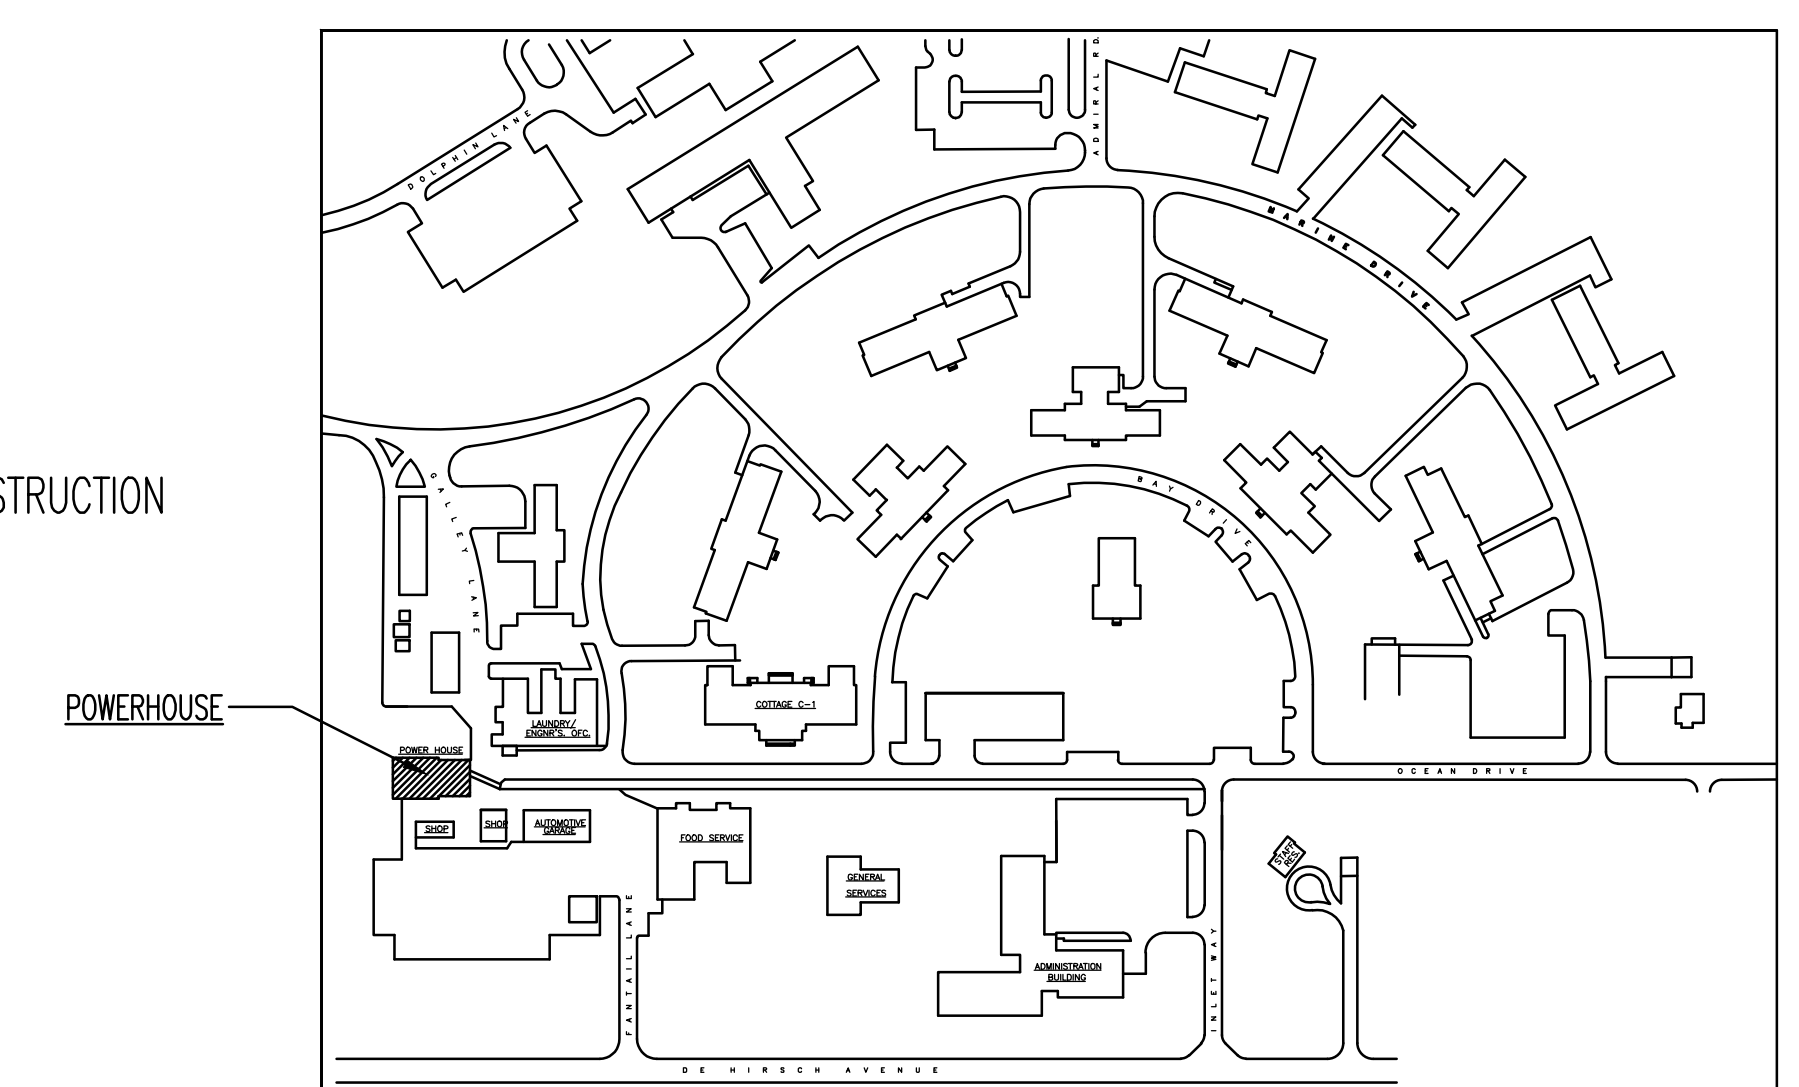 ADMIRAL RD.
DOLPHIN LANE
MARINE DRIVE
STRUCTION
GALLEY LANE
BAY DRIVE
POWERHOUSE
COTTAGE C-1
LAUNDRY/
ENGNR'S. OFC.
POWER HOUSE
OCEAN DRIVE
SHOP
SHOP
AUTOMOTIVE
GARAGE
FOOD SERVICE
STAFF
RES.
GENERAL
SERVICES
FANTAIL LANE
INLET WAY
ADMINISTRATION
BUILDING
DE HIRSCH AVENUE